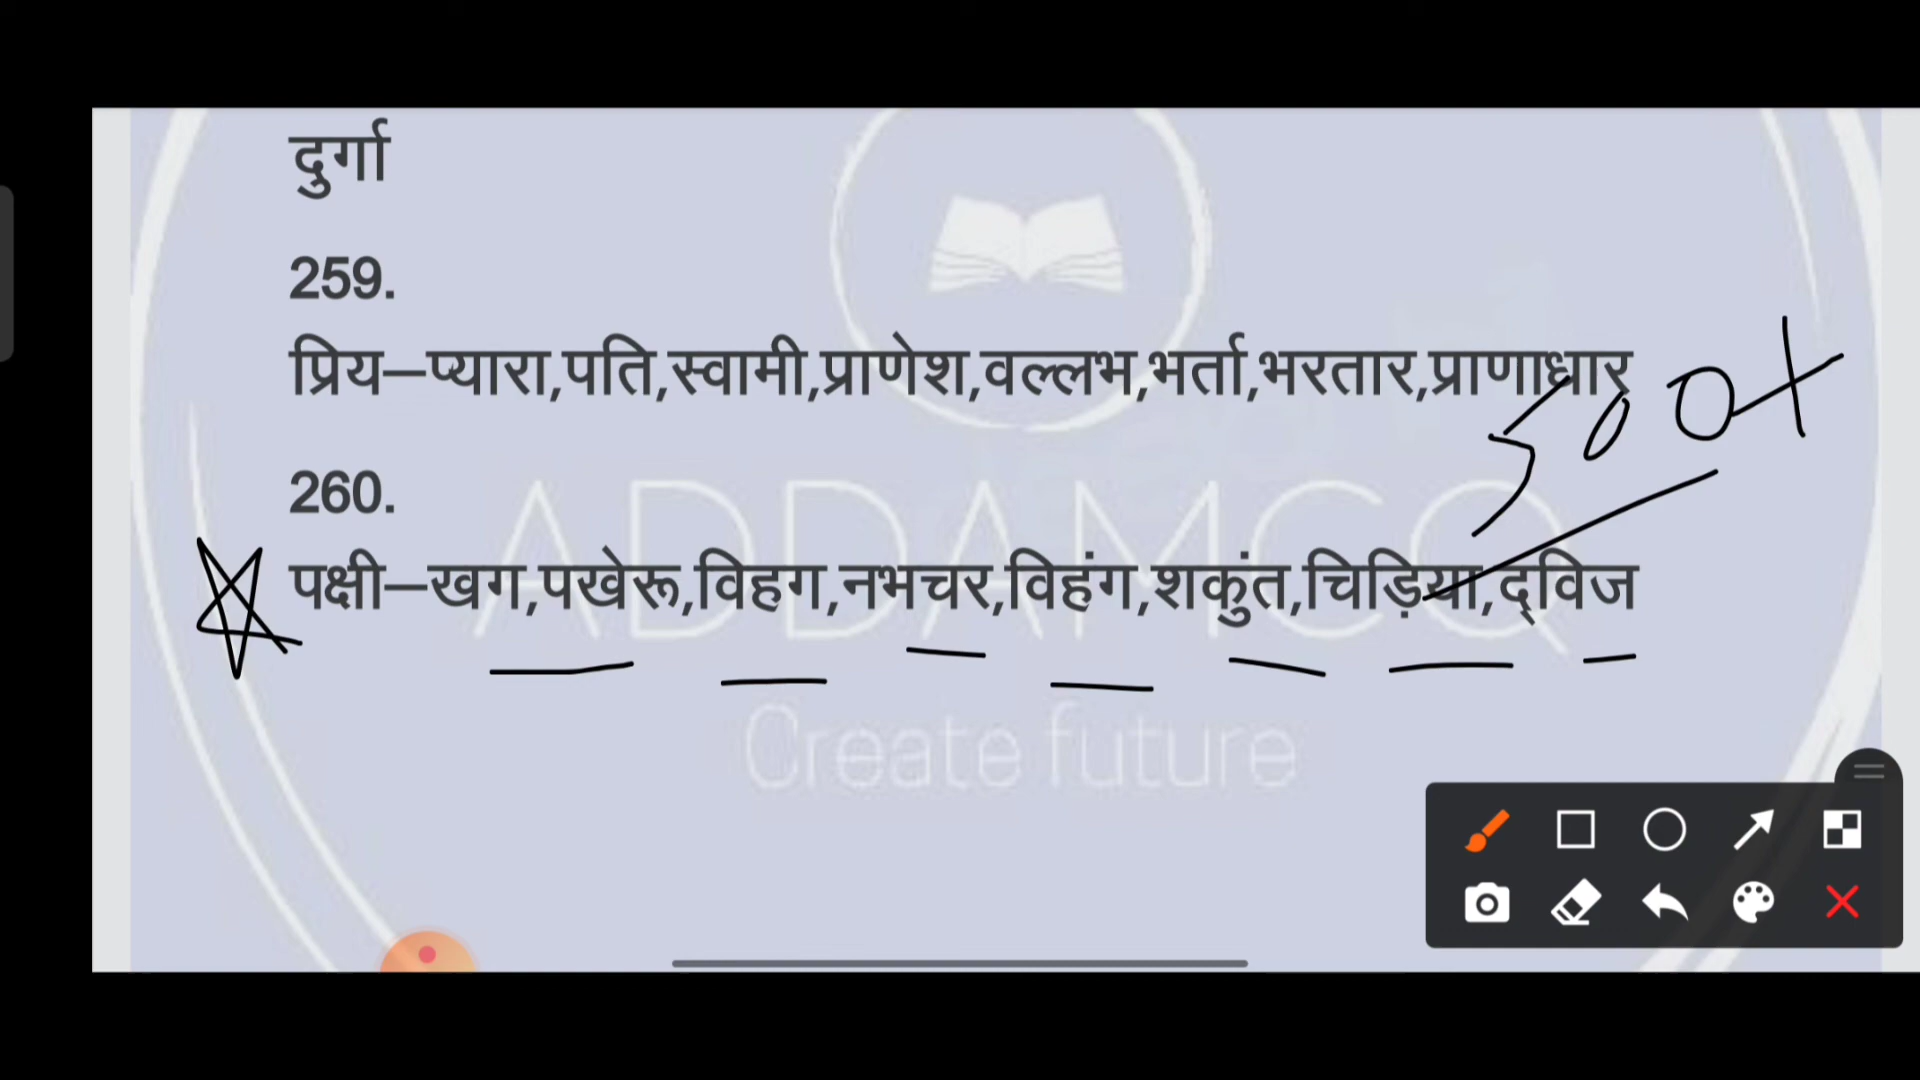 दुर्गा
259.
प्रिय–प्यारा,पति,स्वामी,प्राणेश,वल्लभ,भर्ता,भरतार,प्राणाधार
500+
260.
पक्षी–खग,पखेरू,विहग,नभचर,विहंग,शकुंत,चिड़िया,द्‌विज
ADDAMCQ
Create future